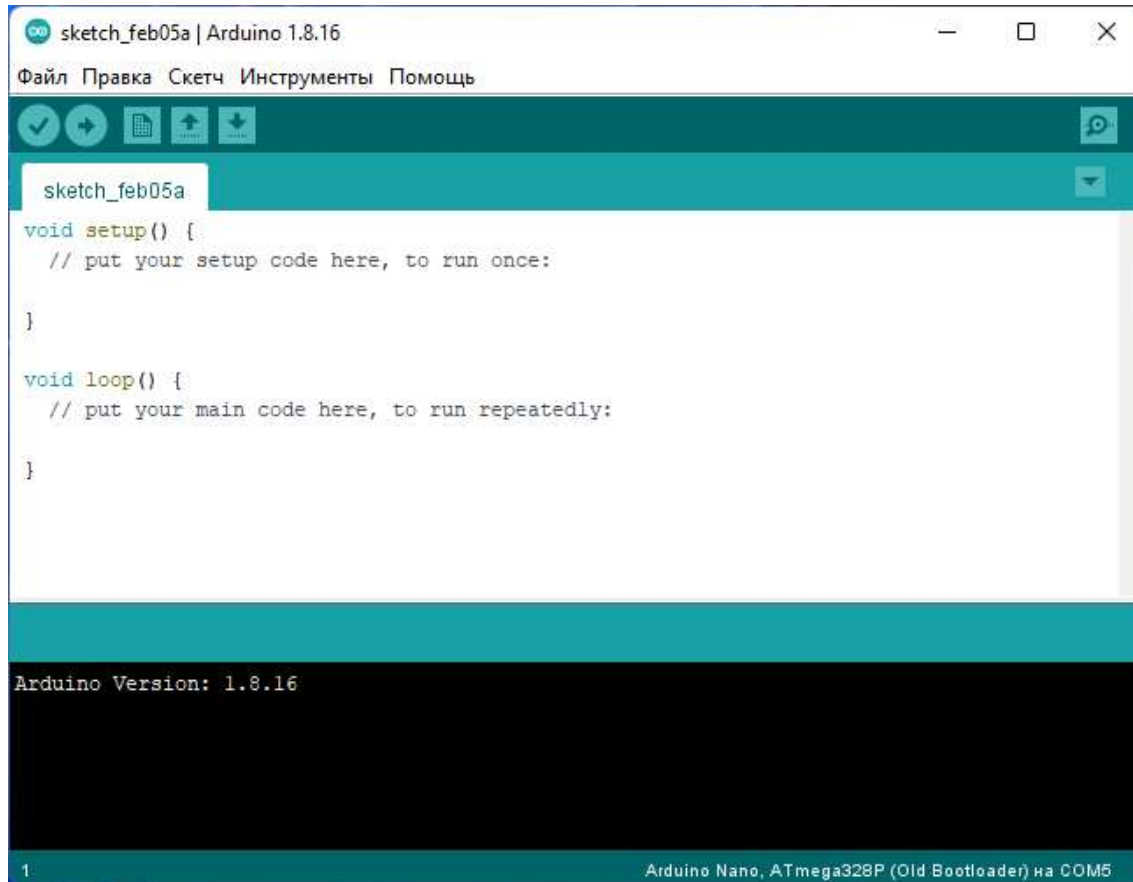 sketch_feb05a | Arduino 1.8.16
Файл Правка Скетч Инструменты Помощь
sketch_feb05a
void setup() {
  // put your setup code here, to run once:
}
void loop() {
  // put your main code here, to run repeatedly:
}
Arduino Version: 1.8.16
1 Arduino Nano, ATmega328P (Old Bootloader) на COM5